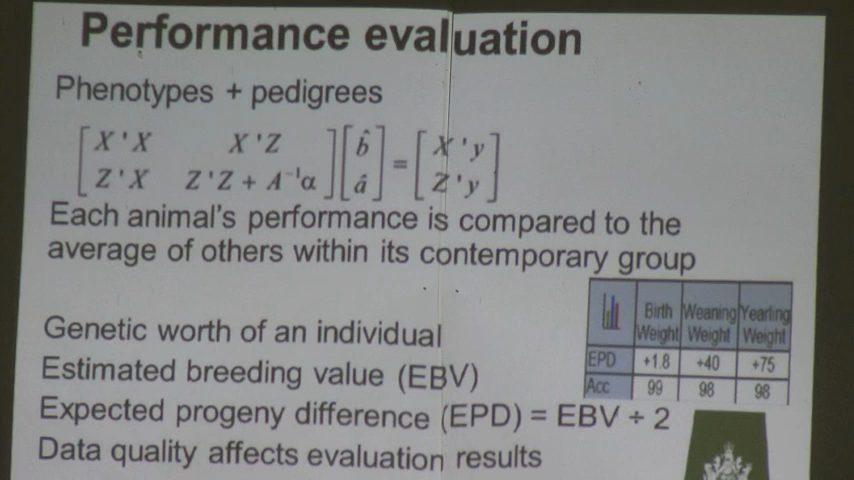 Performance evaluation
Phenotypes + pedigrees
[X'X X'Z] [b̂] = [X'y]
[Z'X Z'Z + A⁻¹α] [â] [Z'y]
Each animal's performance is compared to the
average of others within its contemporary group
Birth Weaning Yearling
Weight Weight Weight
EPD +1.8 +40 +75
Acc 99 98 98
Genetic worth of an individual
Estimated breeding value (EBV)
Expected progeny difference (EPD) = EBV ÷ 2
Data quality affects evaluation results